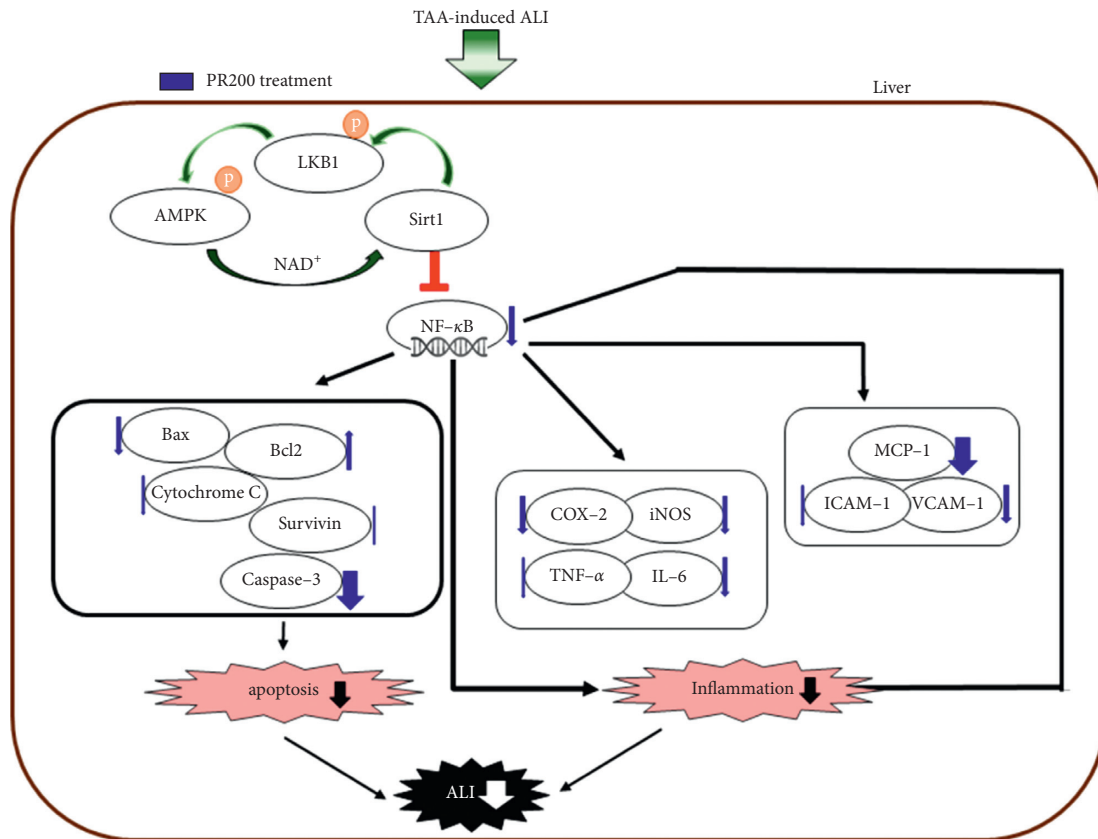 TAA-induced ALI
PR200 treatment
Liver
P
LKB1
P
AMPK
Sirt1
NAD⁺
NF–κB
Bax
Bcl2
Cytochrome C
Survivin
Caspase–3
COX–2
iNOS
TNF–α
IL–6
MCP–1
ICAM–1
VCAM–1
apoptosis
Inflammation
ALI